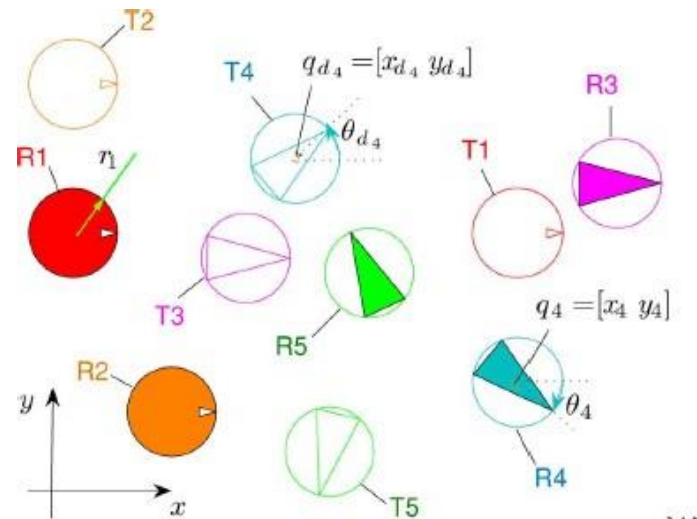 T2
T4
q_{d_4} =[x_{d_4} y_{d_4}]
R3
θ_{d_4}
T1
R1
r_1
T3
R5
q_4 =[x_4 y_4]
R2
θ_4
y
x
T5
R4